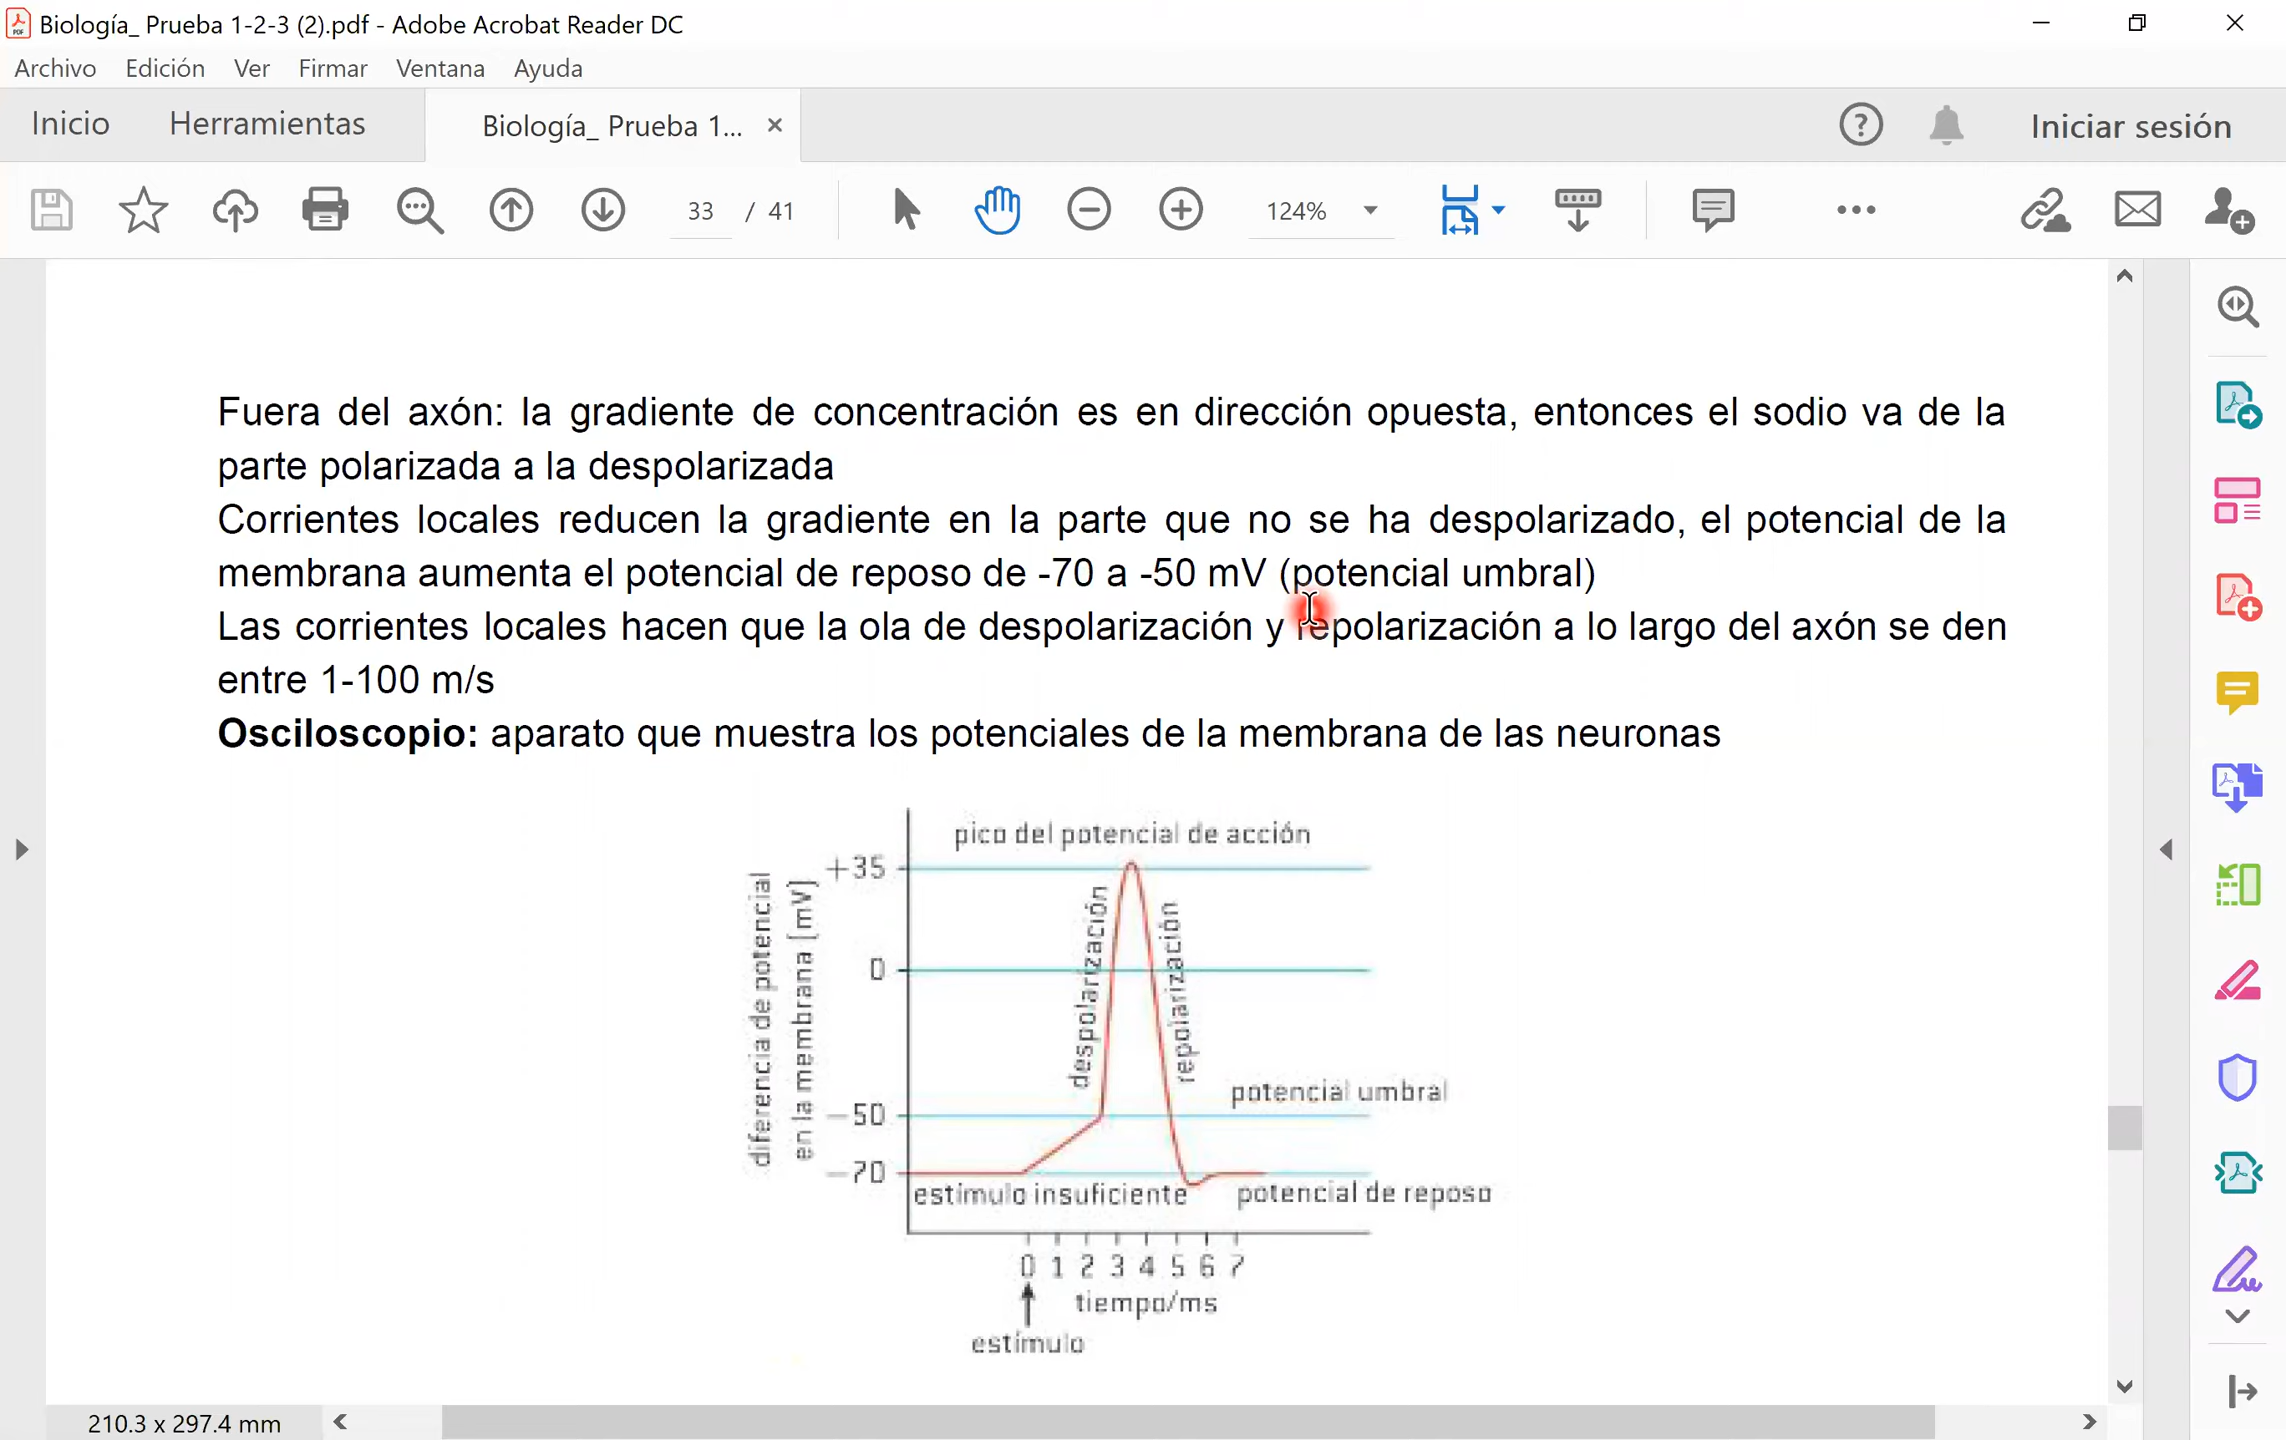 Biología_ Prueba 1-2-3 (2).pdf - Adobe Acrobat Reader DC
Archivo Edición Ver Firmar Ventana Ayuda
Inicio Herramientas Biología_ Prueba 1... × Iniciar sesión
33 / 41 124%
Fuera del axón: la gradiente de concentración es en dirección opuesta, entonces el sodio va de la
parte polarizada a la despolarizada
Corrientes locales reducen la gradiente en la parte que no se ha despolarizado, el potencial de la
membrana aumenta el potencial de reposo de -70 a -50 mV (potencial umbral)
Las corrientes locales hacen que la ola de despolarización y repolarización a lo largo del axón se den
entre 1-100 m/s
Osciloscopio: aparato que muestra los potenciales de la membrana de las neuronas
pico del potencial de acción
+35
0
−50
−70
diferencia de potencial
en la membrana [mV]
despolarización
repolarización
potencial umbral
estímulo insuficiente
potencial de reposo
0 1 2 3 4 5 6 7
tiempo/ms
estímulo
210.3 x 297.4 mm